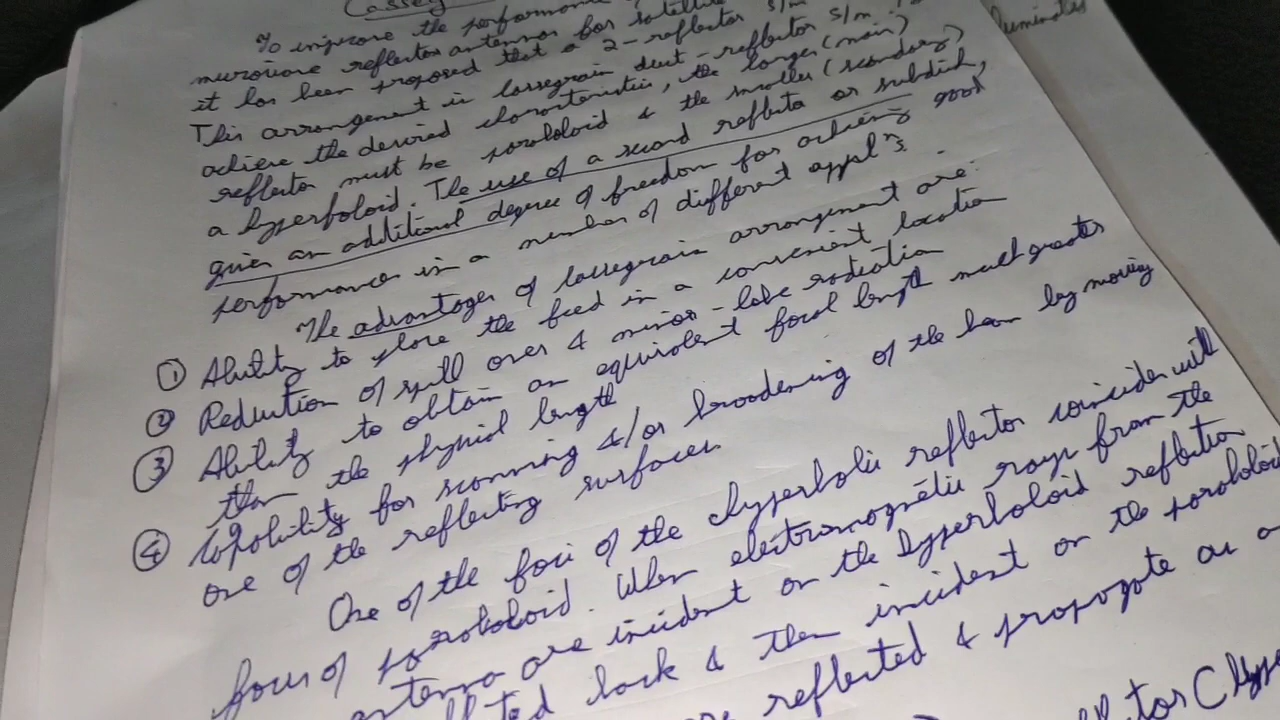 Casseg
To improve the performance
microwave reflector antennas for satellite
it has been proposed that a 2-reflector s/m
This arrangement is Cassegrain dual-reflector s/m. To
achieve the desired characteristics, the larger (main)
reflector must be paraboloid & the smaller (secondary)
a hyperboloid. The use of a second reflector or subdish,
gives an additional degree of freedom for achieving good
performance in a number of different appl^ns.
The advantages of Cassegrain arrangement are:
① Ability to place the feed in a convenient location
② Reduction of spill over & minor-lobe radiation
③ Ability to obtain an equivalent focal length much greater
than the physical length
④ Capability for scanning &/or broadening of the beam by moving
one of the reflecting surfaces
One of the foci of the hyperbolic reflector coincides with
focus of paraboloid. When electromagnetic rays from the
antenna are incident on the hyperboloid reflection
back & then incident on the paraboloid
reflected & propagate as a
luminates